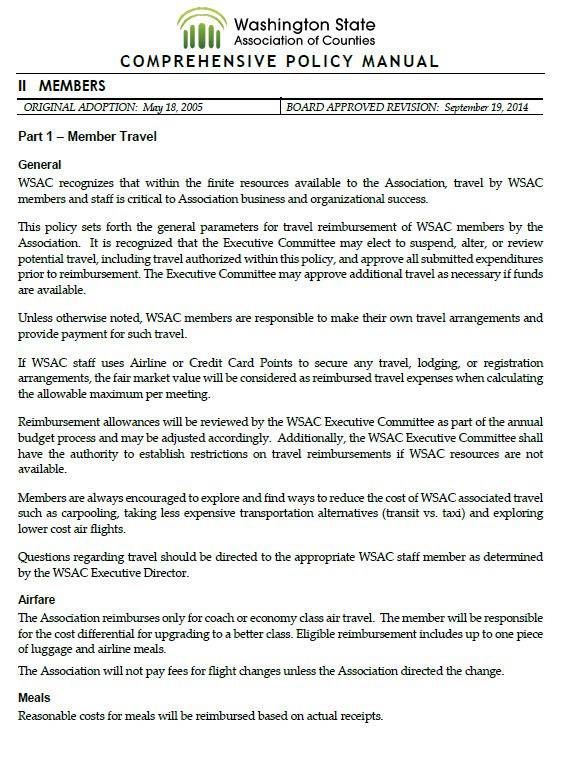 Washington State
Association of Counties
COMPREHENSIVE POLICY MANUAL
II MEMBERS
ORIGINAL ADOPTION: May 18, 2005 BOARD APPROVED REVISION: September 19, 2014
Part 1 – Member Travel
General
WSAC recognizes that within the finite resources available to the Association, travel by WSAC
members and staff is critical to Association business and organizational success.
This policy sets forth the general parameters for travel reimbursement of WSAC members by the
Association. It is recognized that the Executive Committee may elect to suspend, alter, or review
potential travel, including travel authorized within this policy, and approve all submitted expenditures
prior to reimbursement. The Executive Committee may approve additional travel as necessary if funds
are available.
Unless otherwise noted, WSAC members are responsible to make their own travel arrangements and
provide payment for such travel.
If WSAC staff uses Airline or Credit Card Points to secure any travel, lodging, or registration
arrangements, the fair market value will be considered as reimbursed travel expenses when calculating
the allowable maximum per meeting.
Reimbursement allowances will be reviewed by the WSAC Executive Committee as part of the annual
budget process and may be adjusted accordingly. Additionally, the WSAC Executive Committee shall
have the authority to establish restrictions on travel reimbursements if WSAC resources are not
available.
Members are always encouraged to explore and find ways to reduce the cost of WSAC associated travel
such as carpooling, taking less expensive transportation alternatives (transit vs. taxi) and exploring
lower cost air flights.
Questions regarding travel should be directed to the appropriate WSAC staff member as determined
by the WSAC Executive Director.
Airfare
The Association reimburses only for coach or economy class air travel. The member will be responsible
for the cost differential for upgrading to a better class. Eligible reimbursement includes up to one piece
of luggage and airline meals.
The Association will not pay fees for flight changes unless the Association directed the change.
Meals
Reasonable costs for meals will be reimbursed based on actual receipts.